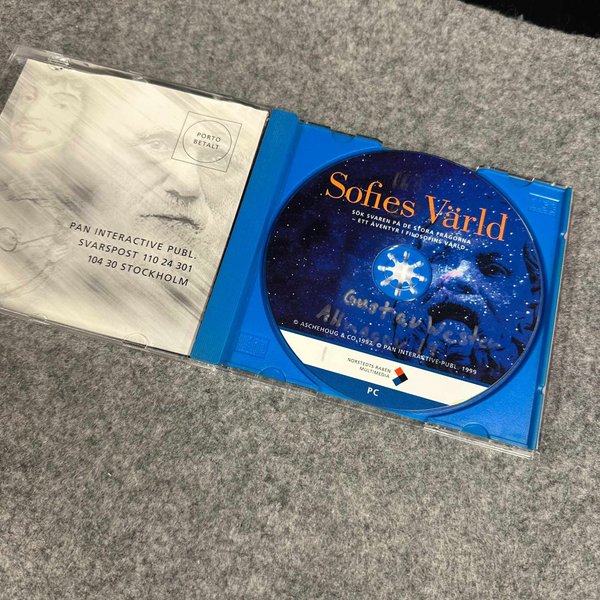 PORTO
BETALT
PAN INTERACTIVE PUBL.
SVARSPOST 110 24 301
104 30 STOCKHOLM
Sofies Värld
SÖK SVAREN PÅ DE STORA FRÅGORNA
– ETT ÄVENTYR I FILOSOFINS VÄRLD
Gustav
© ASCHEHOUG & CO, 1997, © PAN INTERACTIVE PUBL. 1999
NORSTEDTS RABÉN
MULTIMEDIA
PC